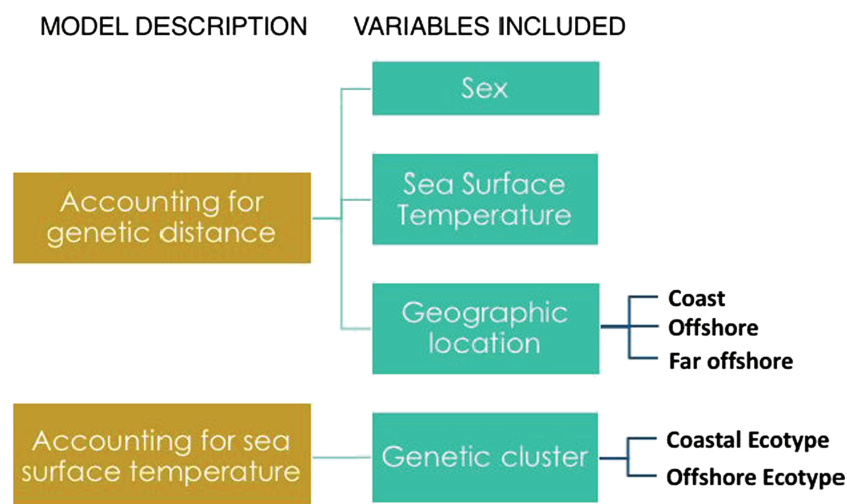 MODEL DESCRIPTION
VARIABLES INCLUDED
Sex
Accounting for
genetic distance
Sea Surface
Temperature
Geographic
location
Coast
Offshore
Far offshore
Accounting for sea
surface temperature
Genetic cluster
Coastal Ecotype
Offshore Ecotype